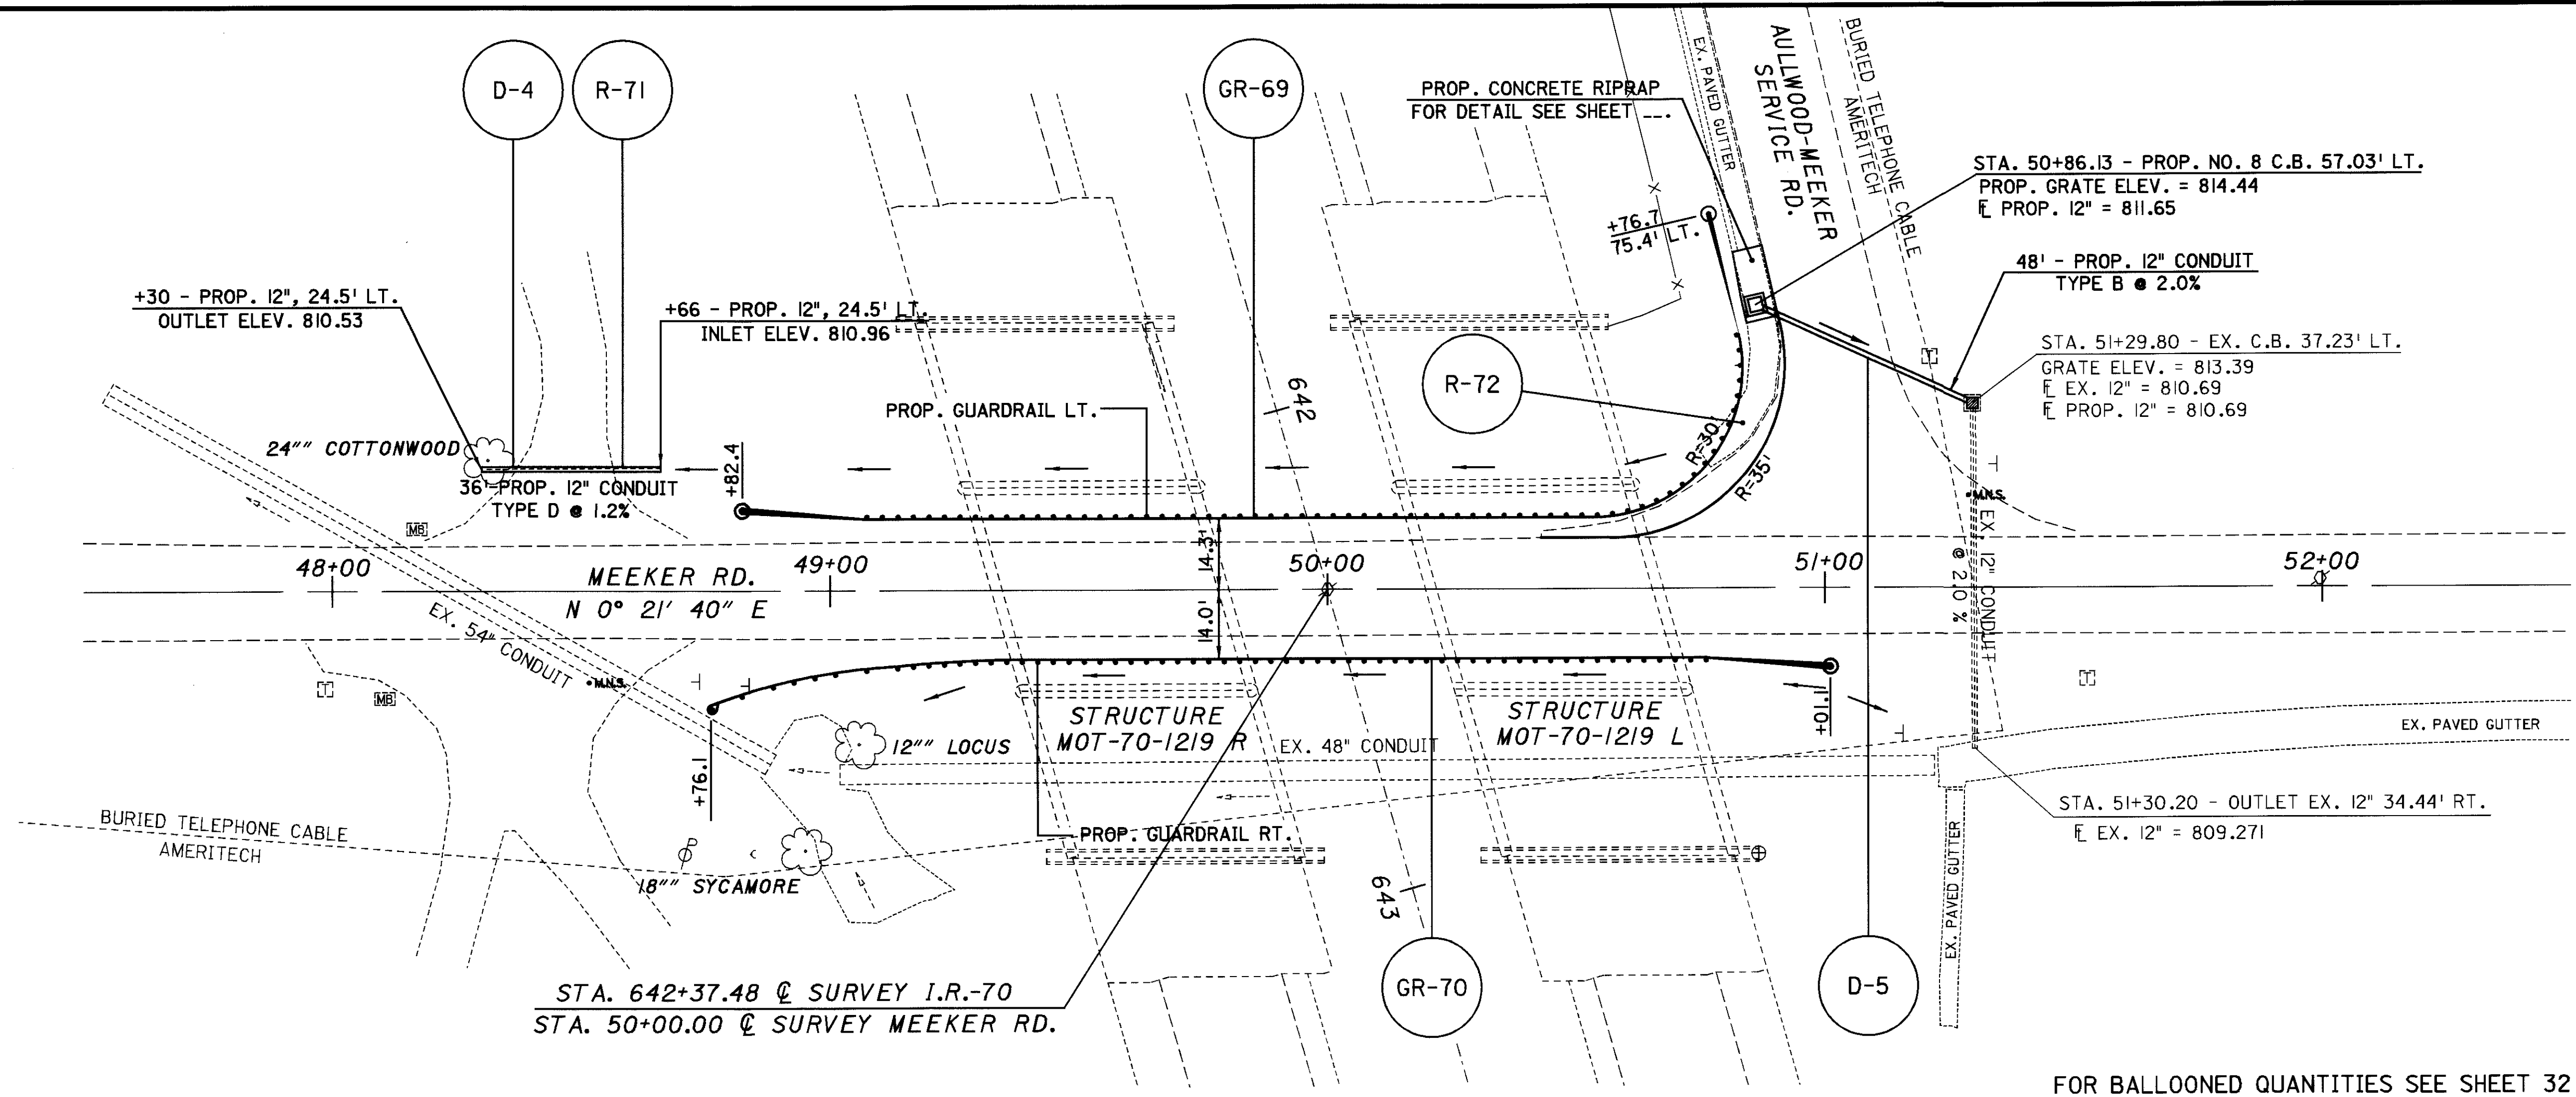 D-4
R-71
GR-69
PROP. CONCRETE RIPRAP
FOR DETAIL SEE SHEET __.
EX. PAVED GUTTER
AULLWOOD-MEEKER
SERVICE RD.
BURIED TELEPHONE CABLE
AMERITECH
STA. 50+86.13 - PROP. NO. 8 C.B. 57.03' LT.
PROP. GRATE ELEV. = 814.44
FL PROP. 12" = 811.65
+76.7
75.4' LT.
48' - PROP. 12" CONDUIT
TYPE B @ 2.0%
+30 - PROP. 12", 24.5' LT.
OUTLET ELEV. 810.53
+66 - PROP. 12", 24.5' LT.
INLET ELEV. 810.96
STA. 51+29.80 - EX. C.B. 37.23' LT.
GRATE ELEV. = 813.39
FL EX. 12" = 810.69
FL PROP. 12" = 810.69
T
R-72
642
PROP. GUARDRAIL LT.
24"" COTTONWOOD
+82.4
R=30'
R=35'
36'-PROP. 12" CONDUIT
TYPE D @ 1.2%
M.N.S.
MB
14.3'
EX. 12" CONDUIT
@ 2.0 %
48+00
MEEKER RD.
N 0° 21' 40" E
49+00
50+00
51+00
52+00
14.0'
EX. 54" CONDUIT
M.N.S.
T
MB
T
+76.1
12"" LOCUS
STRUCTURE
MOT-70-1219 R
EX. 48" CONDUIT
STRUCTURE
MOT-70-1219 L
+01.1
EX. PAVED GUTTER
BURIED TELEPHONE CABLE
AMERITECH
PROP. GUARDRAIL RT.
STA. 51+30.20 - OUTLET EX. 12" 34.44' RT.
FL EX. 12" = 809.271
18"" SYCAMORE
643
EX. PAVED GUTTER
STA. 642+37.48 ℄ SURVEY I.R.-70
STA. 50+00.00 ℄ SURVEY MEEKER RD.
GR-70
D-5
FOR BALLOONED QUANTITIES SEE SHEET 32